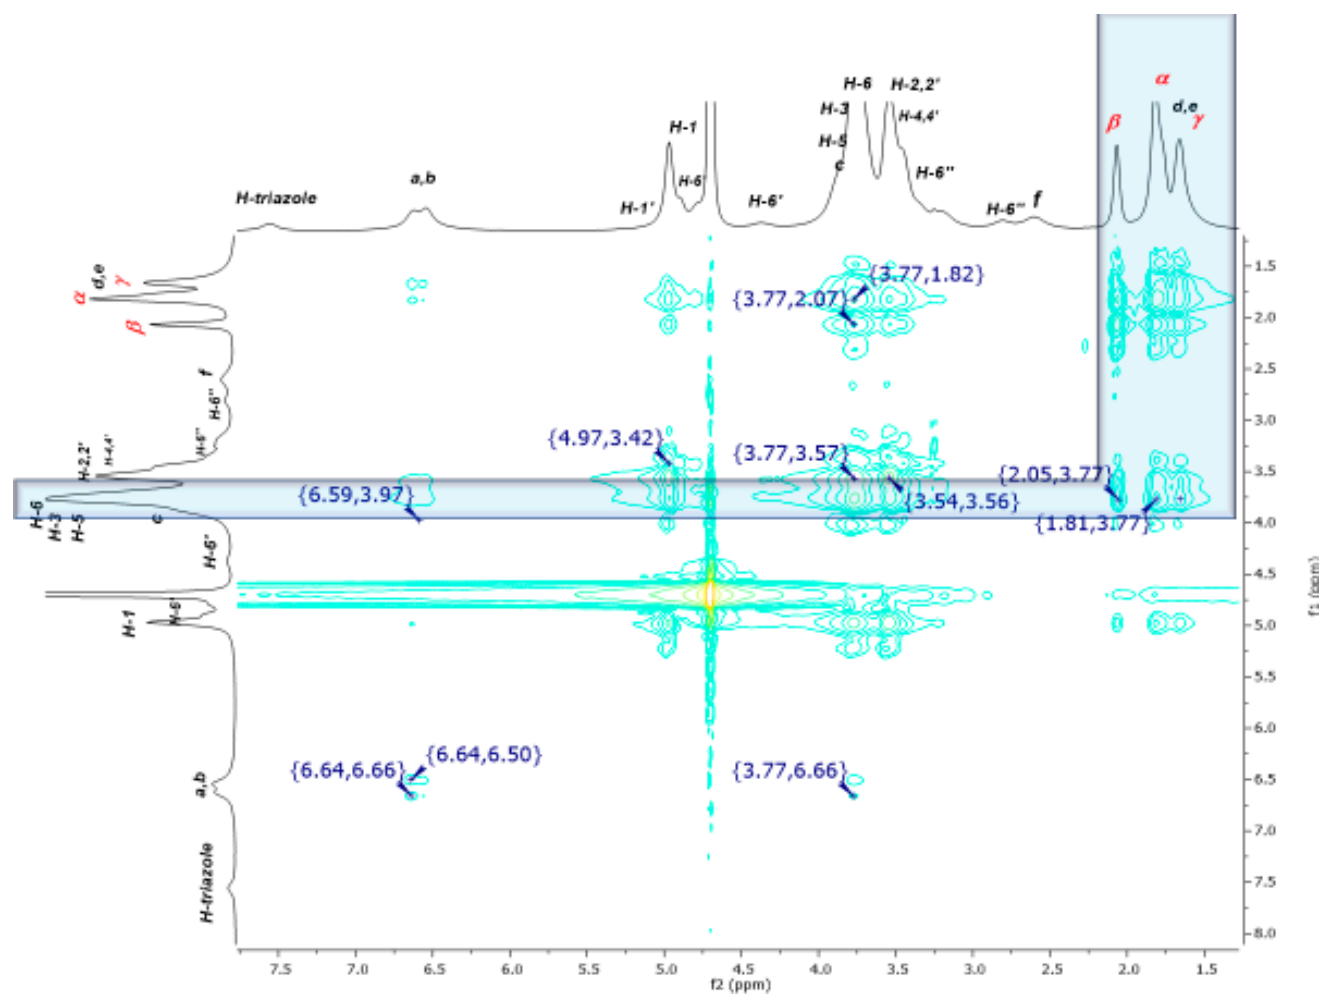 α
H-6 H-2,2'
d,e
H-3
H-4,4'
γ
β
H-1
H-5
c
H-6'
H-6''
a,b
H-triazole
H-1'
H-6'
H-6''
f
γ
d,e
α
β
f
H-6''
H-6''
H-4,4'
H-2,2'
c
H-5
H-3
H-6
H-6'
H-6'
H-1
a,b
H-triazole
{3.77,1.82}
{3.77,2.07}
{4.97,3.42}
{3.77,3.57}
{2.05,3.77}
{6.59,3.97}
{3.54,3.56}
{1.81,3.77}
{6.64,6.50}
{6.64,6.66}
{3.77,6.66}
1.5
2.0
2.5
3.0
3.5
4.0
4.5
5.0
5.5
6.0
6.5
7.0
7.5
8.0
f1 (ppm)
7.5 7.0 6.5 6.0 5.5 5.0 4.5 4.0 3.5 3.0 2.5 2.0 1.5
f2 (ppm)